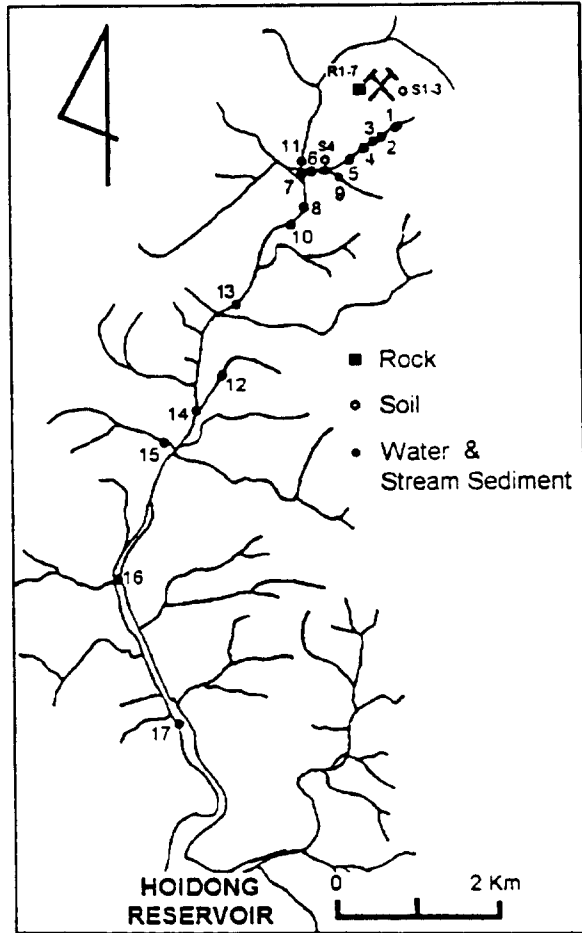 R1-7
S1-3
1
3
2
4
S4
11
6
5
7
9
8
10
13
Rock
12
Soil
14
Water &
15
Stream Sediment
16
17
HOIDONG
RESERVOIR
0
2 Km